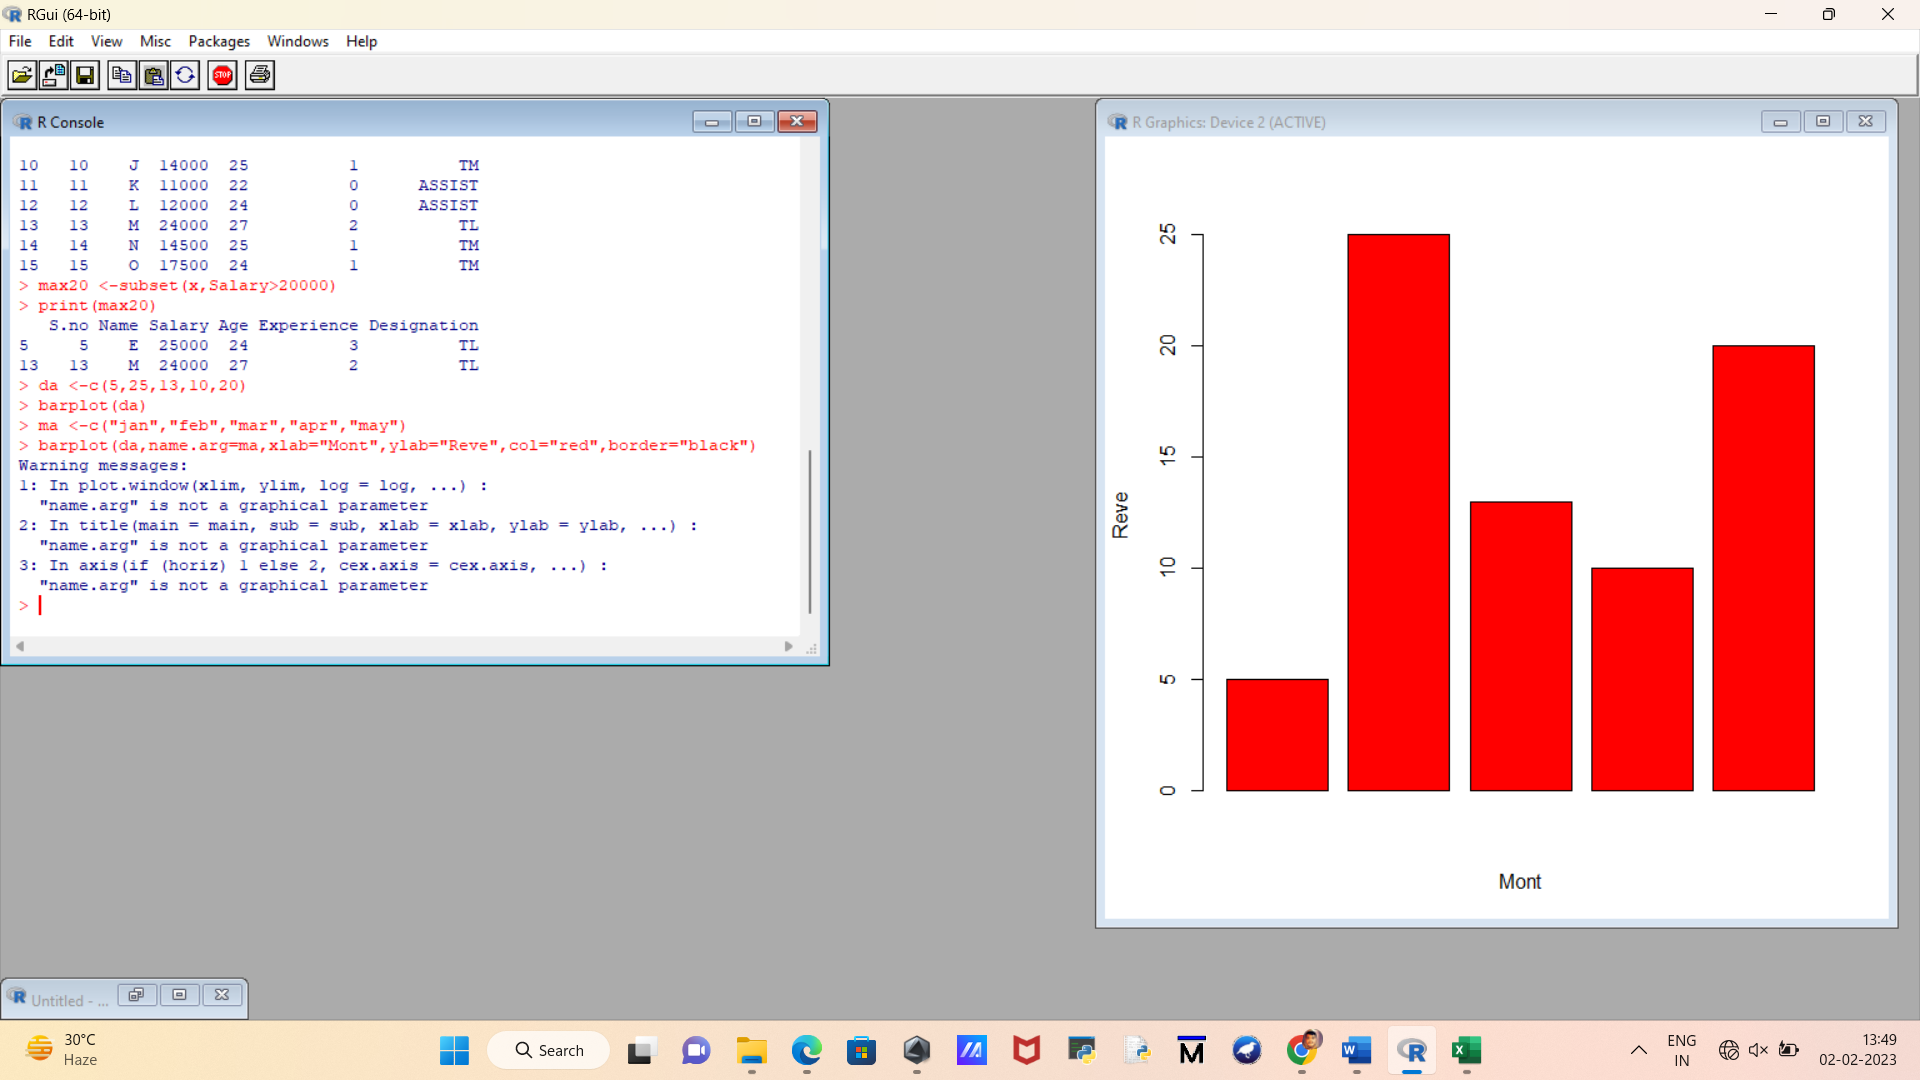 RGui (64-bit)
File Edit View Misc Packages Windows Help
STOP
R Console
10 10 J 14000 25 1 TM
11 11 K 11000 22 0 ASSIST
12 12 L 12000 24 0 ASSIST
13 13 M 24000 27 2 TL
14 14 N 14500 25 1 TM
15 15 O 17500 24 1 TM
> max20 <-subset(x,Salary>20000)
> print(max20)
S.no Name Salary Age Experience Designation
5 5 E 25000 24 3 TL
13 13 M 24000 27 2 TL
> da <-c(5,25,13,10,20)
> barplot(da)
> ma <-c("jan","feb","mar","apr","may")
> barplot(da,name.arg=ma,xlab="Mont",ylab="Reve",col="red",border="black")
Warning messages:
1: In plot.window(xlim, ylim, log = log, ...) :
"name.arg" is not a graphical parameter
2: In title(main = main, sub = sub, xlab = xlab, ylab = ylab, ...) :
"name.arg" is not a graphical parameter
3: In axis(if (horiz) 1 else 2, cex.axis = cex.axis, ...) :
"name.arg" is not a graphical parameter
>
R Graphics: Device 2 (ACTIVE)
25
20
15
10
5
0
Reve
Mont
Untitled - ...
30°C
Haze
Search
ENG
IN
13:49
02-02-2023